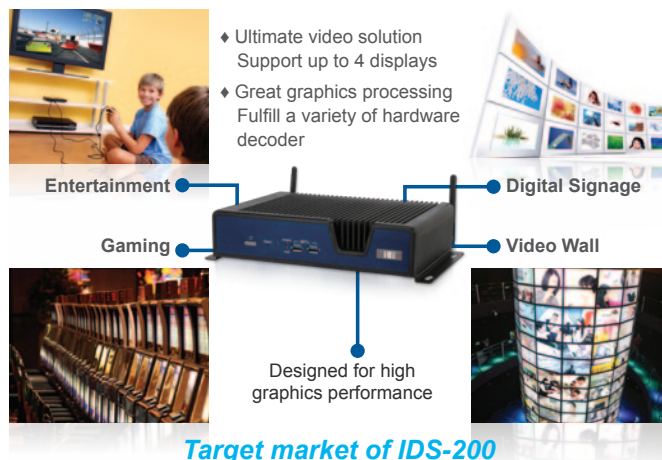 ♦ Ultimate video solution
Support up to 4 displays
♦ Great graphics processing
Fulfill a variety of hardware
decoder
Entertainment
Digital Signage
Gaming
Video Wall
Designed for high
graphics performance
Target market of IDS-200